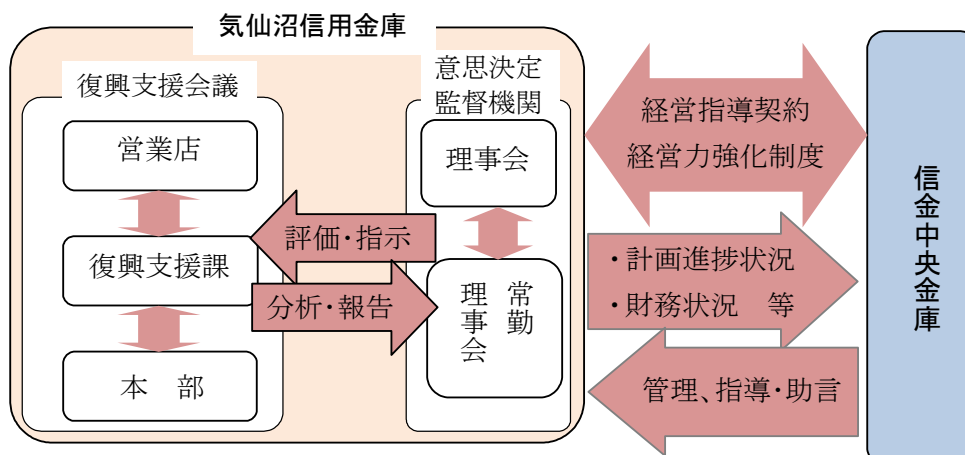 気仙沼信用金庫
復興支援会議
営業店
復興支援課
本　部
評価・指示
分析・報告
意思決定
監督機関
理事会
常勤
理事会
経営指導契約
経営力強化制度
・計画進捗状況
・財務状況　等
管理、指導・助言
信金中央金庫